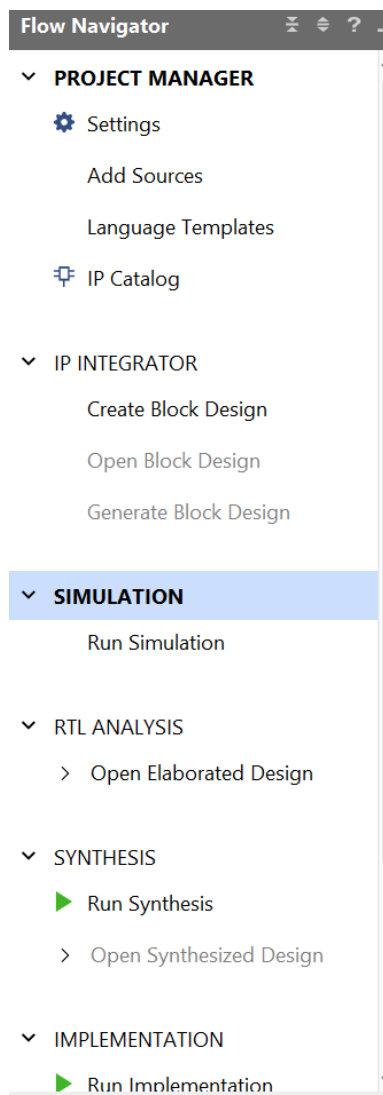 Flow Navigator ?
PROJECT MANAGER
Settings
Add Sources
Language Templates
IP Catalog
IP INTEGRATOR
Create Block Design
Open Block Design
Generate Block Design
SIMULATION
Run Simulation
RTL ANALYSIS
Open Elaborated Design
SYNTHESIS
Run Synthesis
Open Synthesized Design
IMPLEMENTATION
Run Implementation